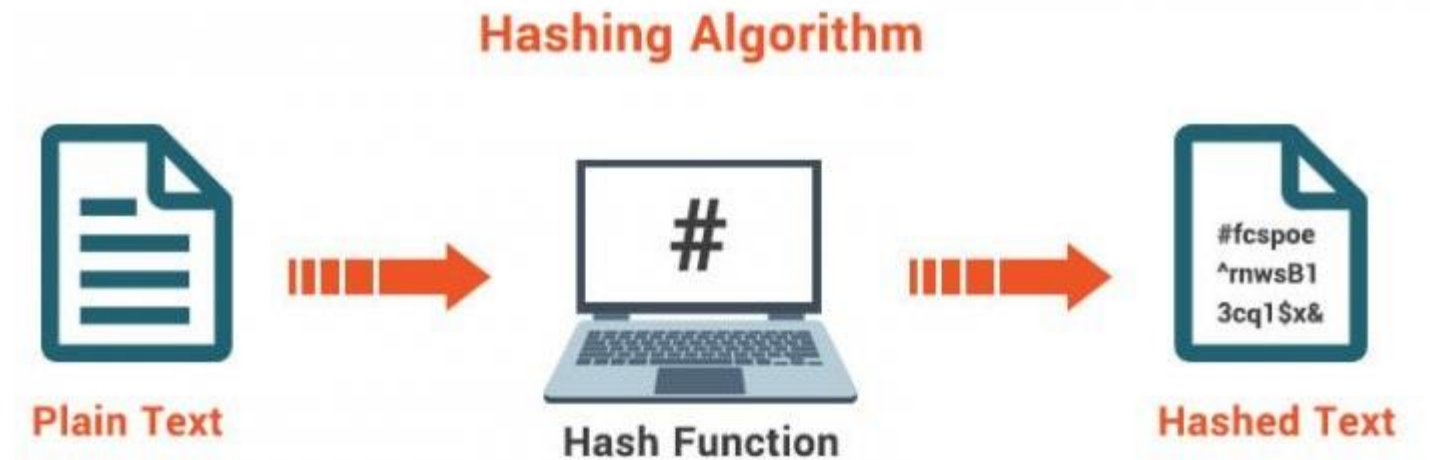 Hashing Algorithm
#
#fcspoe
^rnwsB1
3cq1$x&
Plain Text
Hash Function
Hashed Text